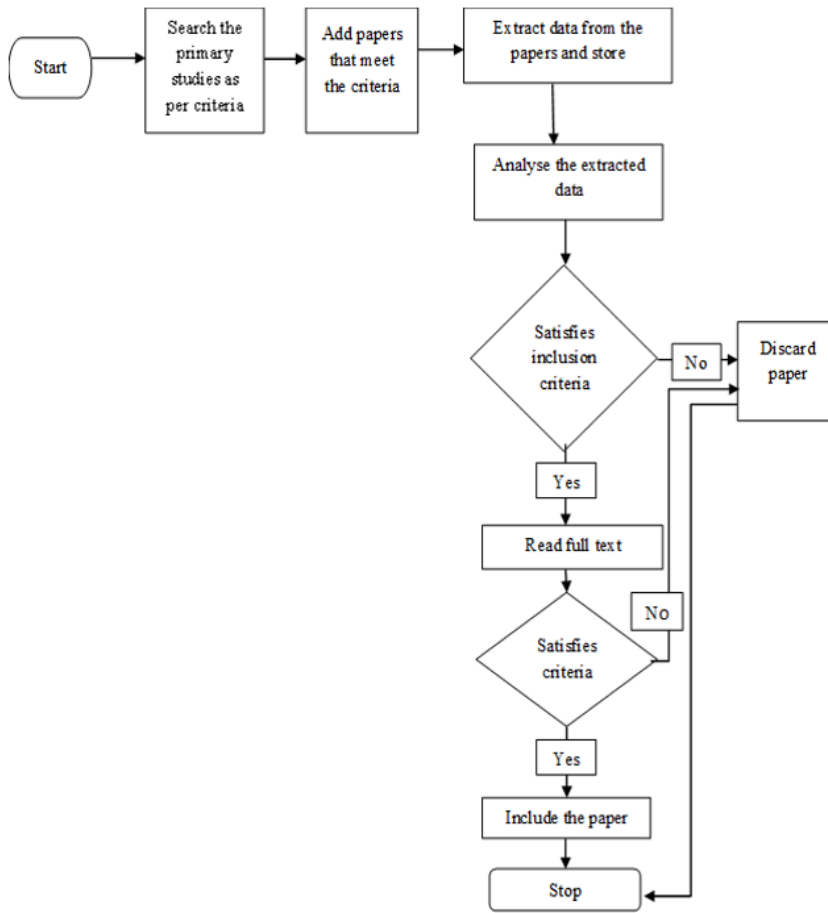 Start
Search the
primary
studies as
per criteria
Add papers
that meet
the criteria
Extract data from the
papers and store
Analyse the extracted
data
Satisfies
inclusion
criteria
No
Discard
paper
Yes
Read full text
No
Satisfies
criteria
Yes
Include the paper
Stop